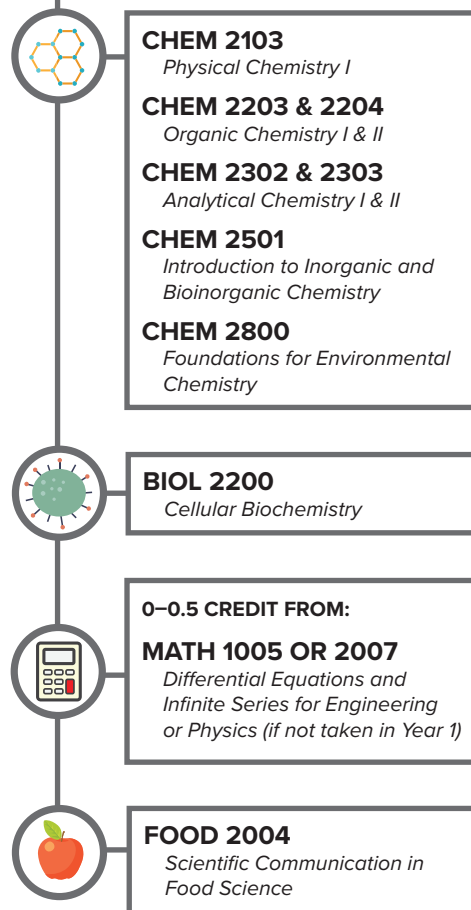 CHEM 2103
Physical Chemistry I
CHEM 2203 & 2204
Organic Chemistry I & II
CHEM 2302 & 2303
Analytical Chemistry I & II
CHEM 2501
Introduction to Inorganic and
Bioinorganic Chemistry
CHEM 2800
Foundations for Environmental
Chemistry
BIOL 2200
Cellular Biochemistry
0–0.5 CREDIT FROM:
MATH 1005 OR 2007
Differential Equations and
Infinite Series for Engineering
or Physics (if not taken in Year 1)
FOOD 2004
Scientific Communication in
Food Science